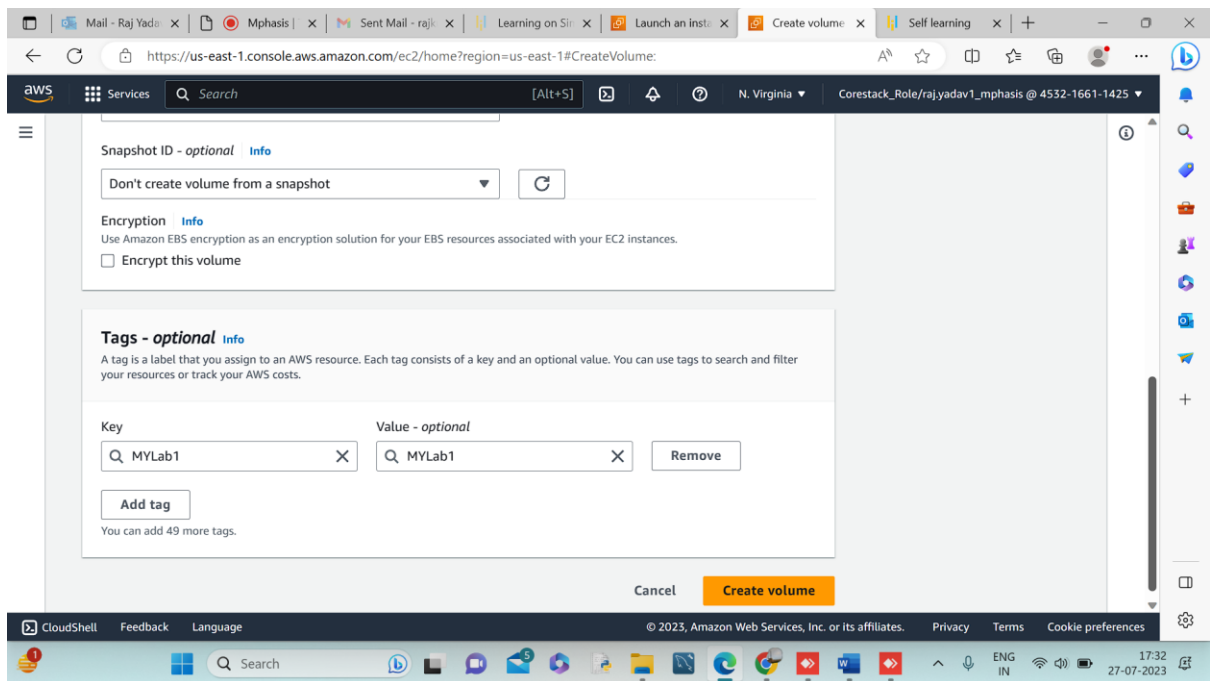 Mail - Raj Yada
Mphasis |
Sent Mail - rajk
Learning on Sin
Launch an insta
Create volume
Self learning
https://us-east-1.console.aws.amazon.com/ec2/home?region=us-east-1#CreateVolume:
aws
Services
Search
[Alt+S]
N. Virginia
Corestack_Role/raj.yadav1_mphasis @ 4532-1661-1425
Snapshot ID - optional Info
Don't create volume from a snapshot
Encryption Info
Use Amazon EBS encryption as an encryption solution for your EBS resources associated with your EC2 instances.
Encrypt this volume
Tags - optional Info
A tag is a label that you assign to an AWS resource. Each tag consists of a key and an optional value. You can use tags to search and filter
your resources or track your AWS costs.
Key
Value - optional
MYLab1
MYLab1
Remove
Add tag
You can add 49 more tags.
Cancel
Create volume
CloudShell
Feedback
Language
© 2023, Amazon Web Services, Inc. or its affiliates.
Privacy
Terms
Cookie preferences
1
Search
5
ENG
IN
17:32
27-07-2023